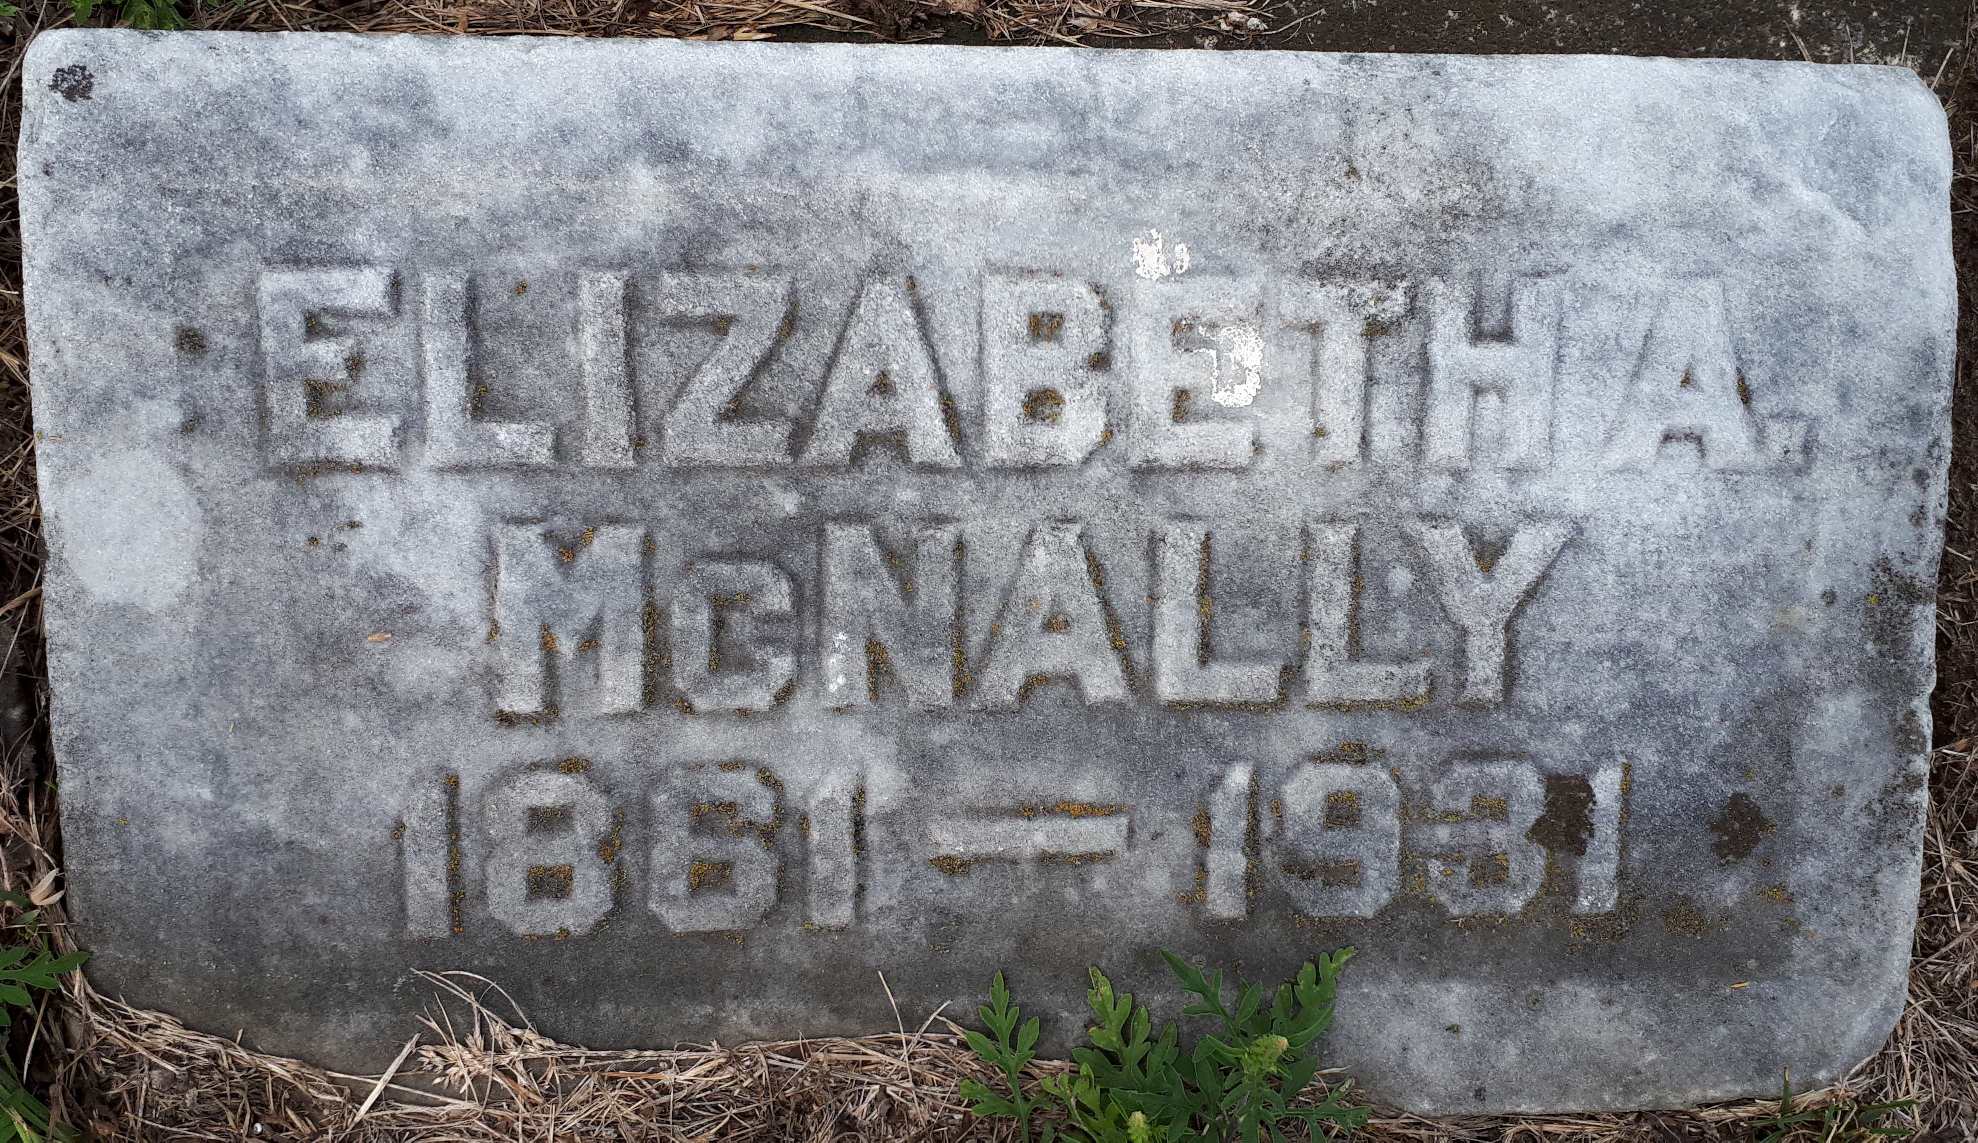 ELIZABETH A.
McNALLY
1861 — 1931